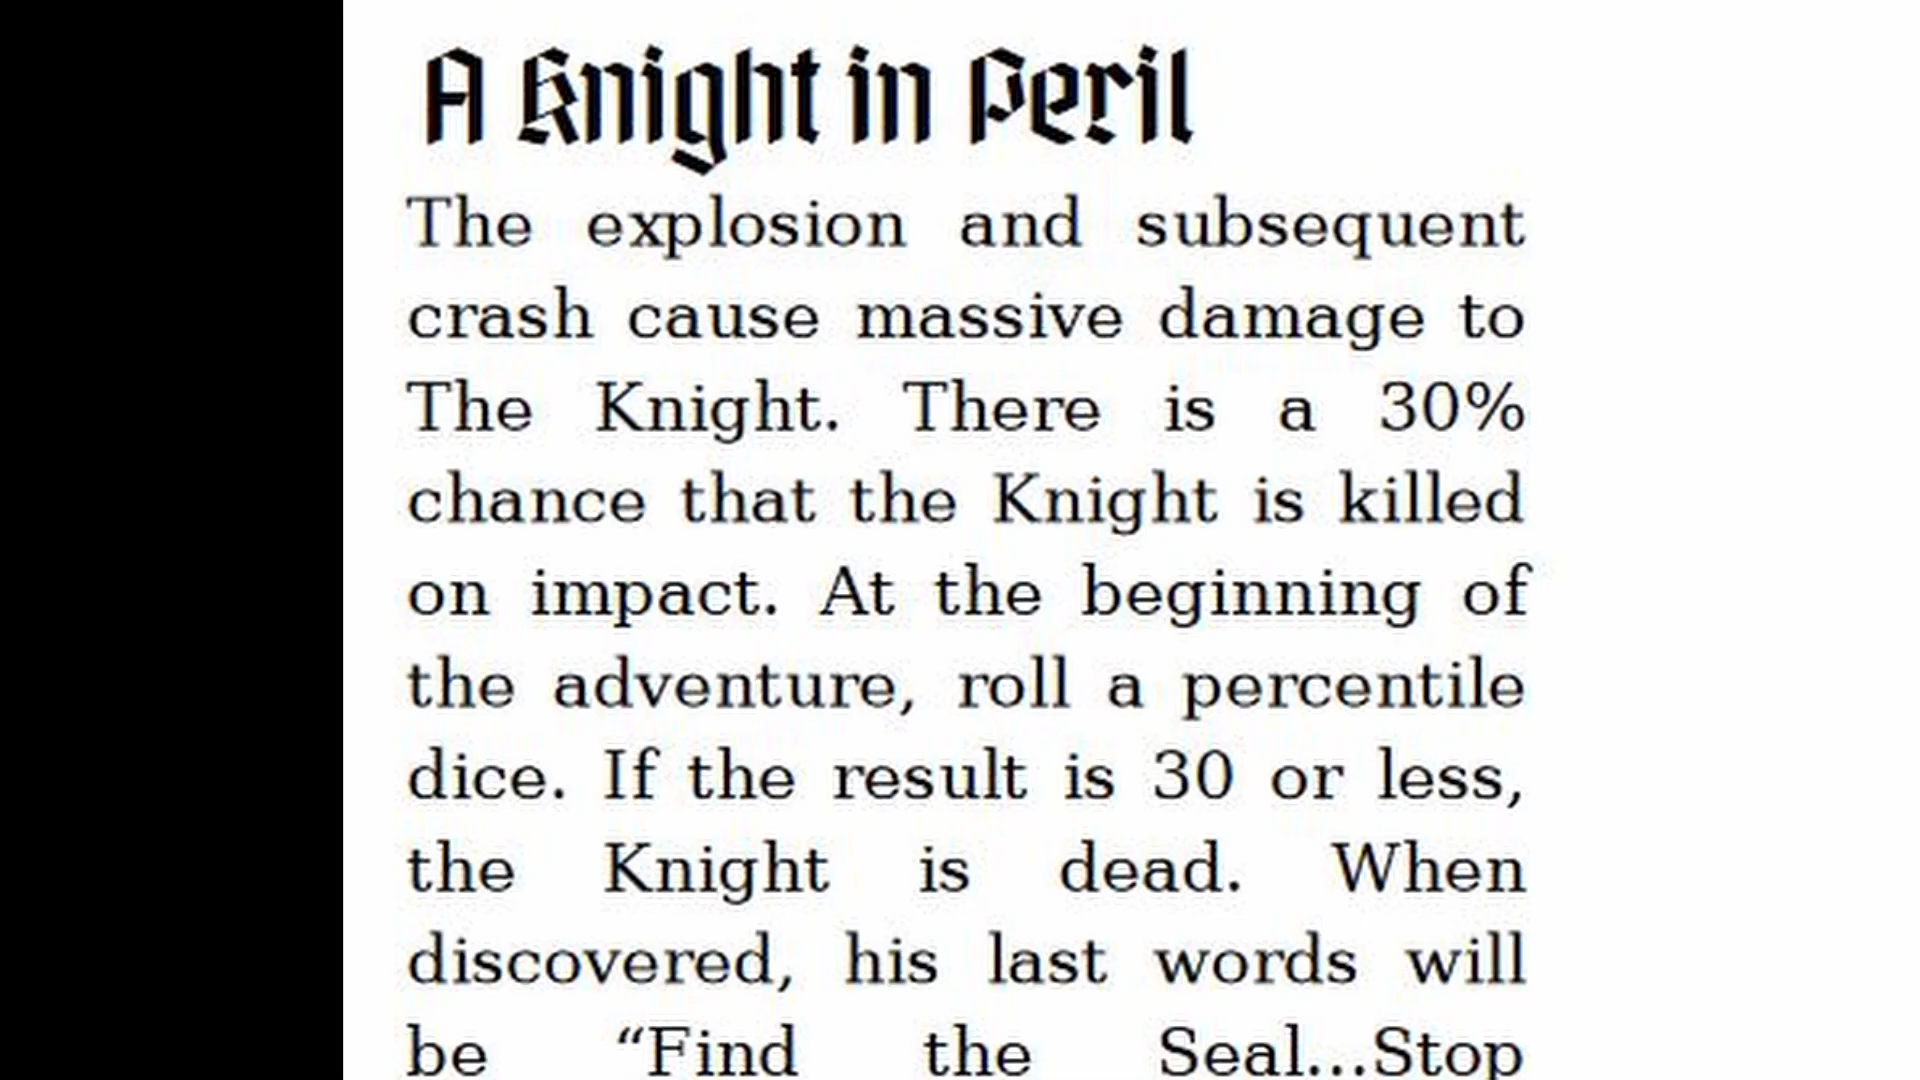 A Knight in Peril
The explosion and subsequent
crash cause massive damage to
The Knight. There is a 30%
chance that the Knight is killed
on impact. At the beginning of
the adventure, roll a percentile
dice. If the result is 30 or less,
the Knight is dead. When
discovered, his last words will
be “Find the Seal...Stop